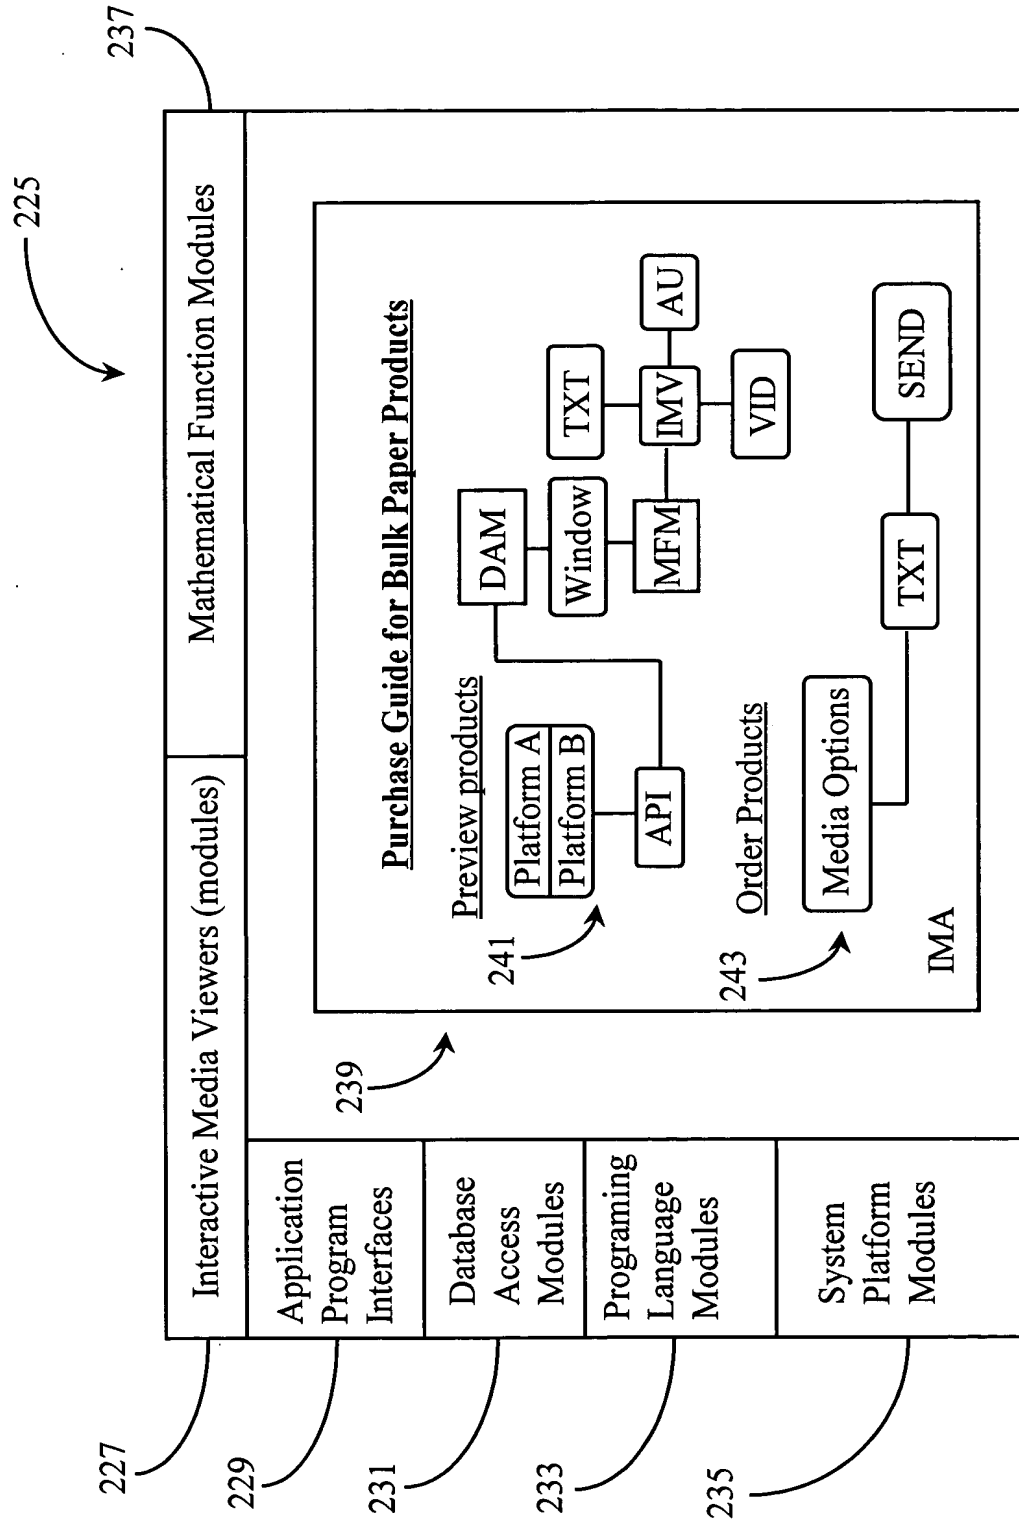 225
237
227
Interactive Media Viewers (modules)
Mathematical Function Modules
229
Application
Program
Interfaces
231
Database
Access
Modules
233
Programing
Language
Modules
235
System
Platform
Modules
239
Purchase Guide for Bulk Paper Products
Preview products
241
Platform A
Platform B
API
DAM
Window
MFM
TXT
IMV
AU
VID
Order Products
243
Media Options
TXT
SEND
IMA